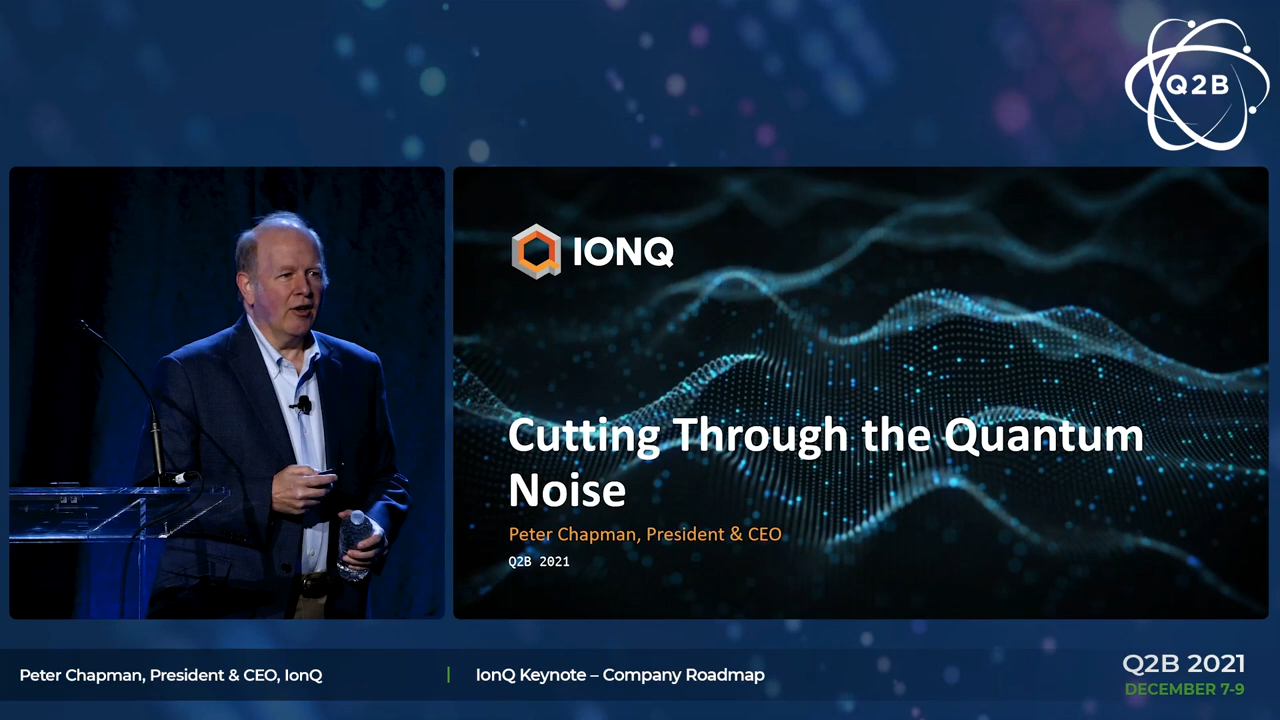 Q2B
IONQ
Cutting Through the Quantum
Noise
Peter Chapman, President & CEO
Q2B 2021
Peter Chapman, President & CEO, IonQ
IonQ Keynote – Company Roadmap
Q2B 2021
DECEMBER 7-9